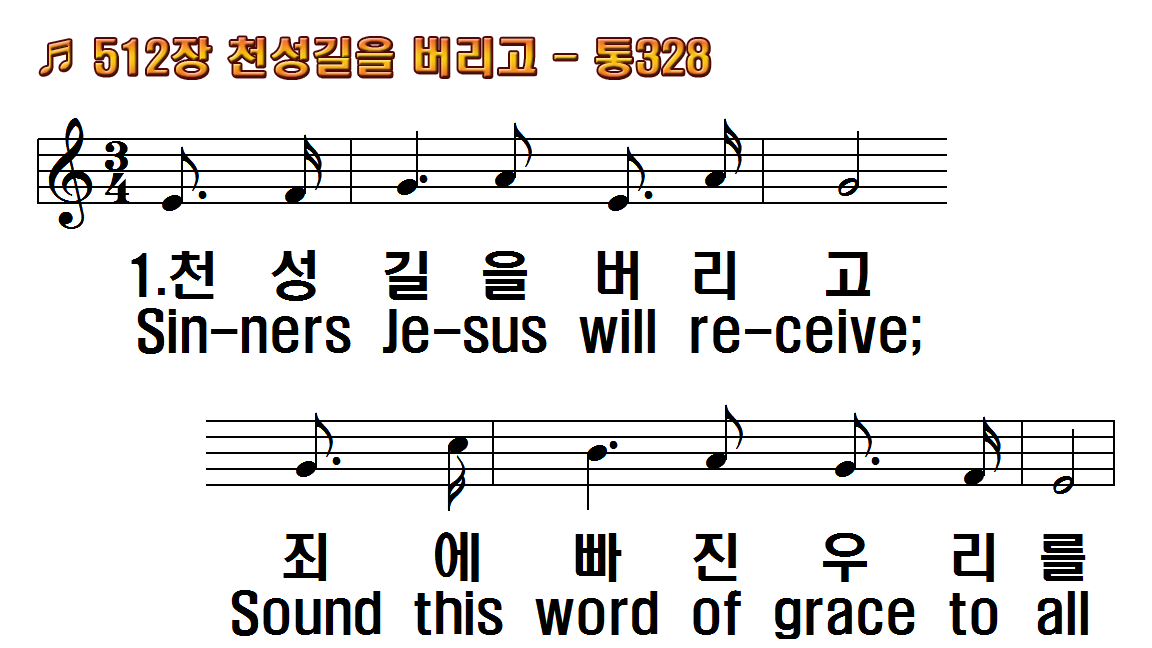 ♬ 512장 천성길을 버리고 - 통328
3
4
1.천 성 길 을 버 리 고
Sin-ners Je-sus will re-ceive;
죄 에 빠 진 우 리 를
Sound this word of grace to all